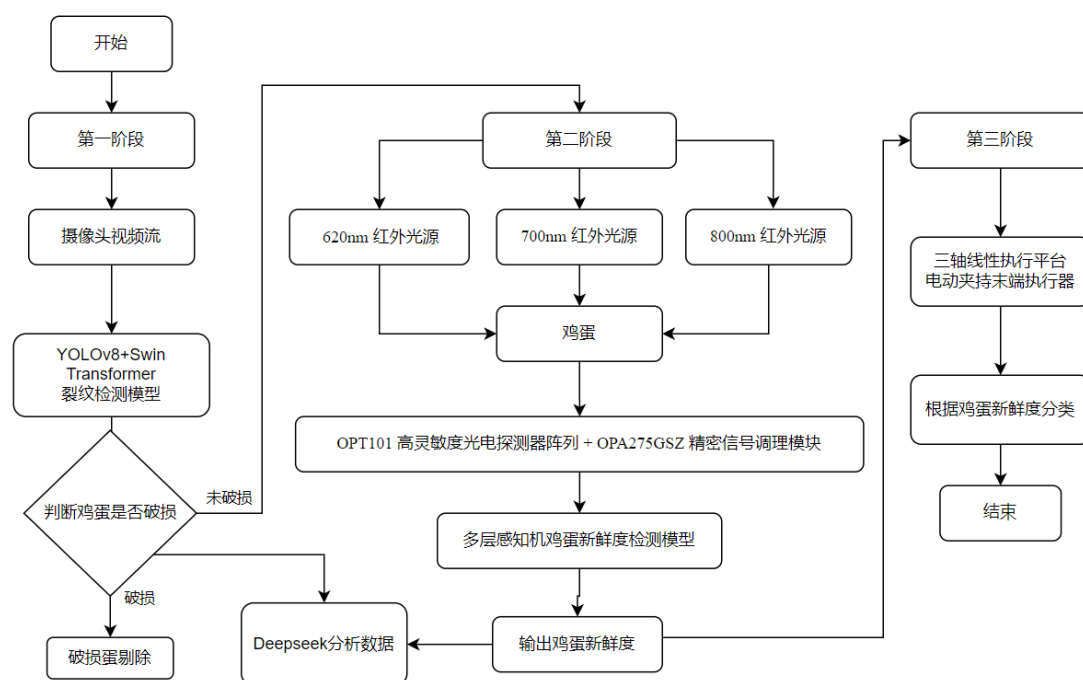 开始
第一阶段
摄像头视频流
YOLOv8+Swin
Transformer
裂纹检测模型
判断鸡蛋是否破损
未破损
破损
破损蛋剔除
第二阶段
620nm 红外光源
700nm 红外光源
800nm 红外光源
鸡蛋
OPT101 高灵敏度光电探测器阵列 + OPA275GSZ 精密信号调理模块
多层感知机鸡蛋新鲜度检测模型
输出鸡蛋新鲜度
Deepseek分析数据
第三阶段
三轴线性执行平台
电动夹持末端执行器
根据鸡蛋新鲜度分类
结束